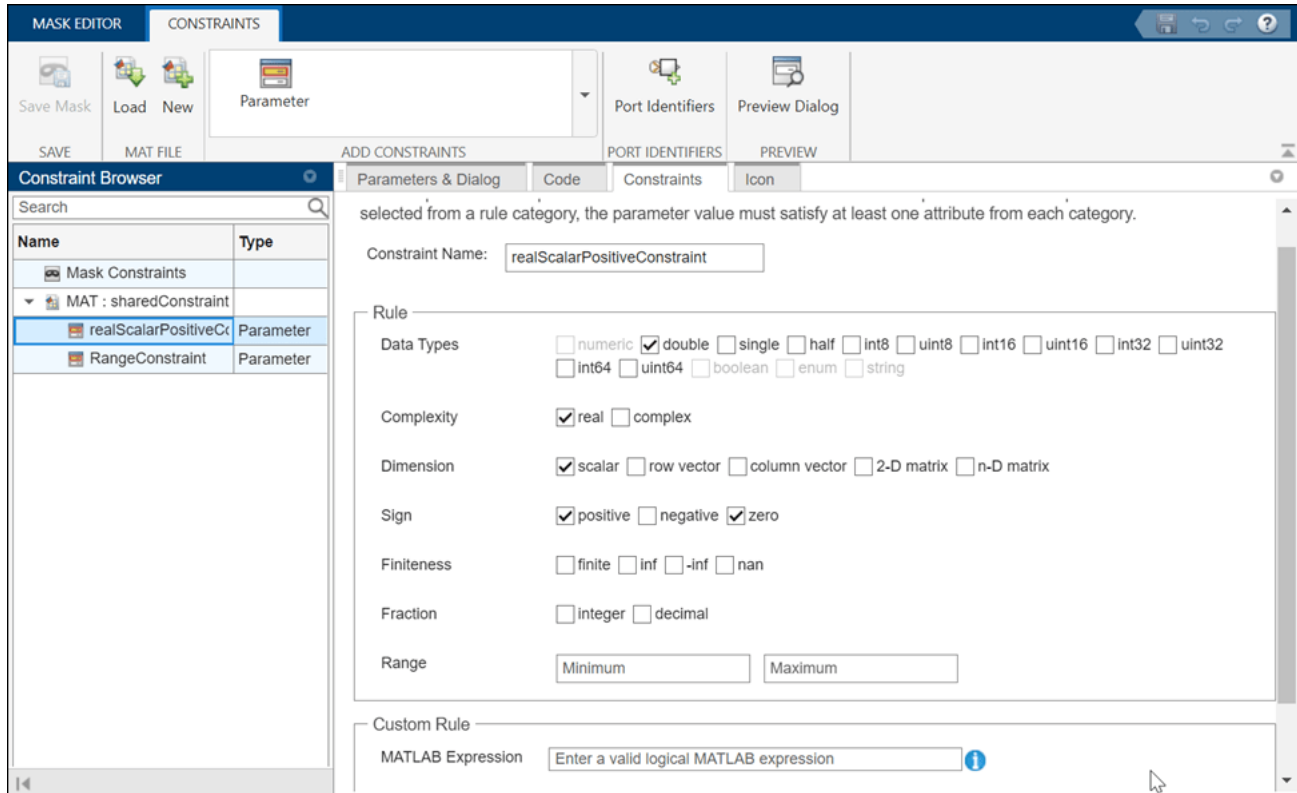 MASK EDITOR CONSTRAINTS
Save Mask Load New Parameter Port Identifiers Preview Dialog
SAVE MAT FILE ADD CONSTRAINTS PORT IDENTIFIERS PREVIEW
Constraint Browser
Search
Name Type
Mask Constraints
MAT : sharedConstraint
realScalarPositiveCo Parameter
RangeConstraint Parameter
Parameters & Dialog Code Constraints Icon
selected from a rule category, the parameter value must satisfy at least one attribute from each category.
Constraint Name: realScalarPositiveConstraint
Rule
Data Types numeric double single half int8 uint8 int16 uint16 int32 uint32
int64 uint64 boolean enum string
Complexity real complex
Dimension scalar row vector column vector 2-D matrix n-D matrix
Sign positive negative zero
Finiteness finite inf -inf nan
Fraction integer decimal
Range Minimum Maximum
Custom Rule
MATLAB Expression Enter a valid logical MATLAB expression